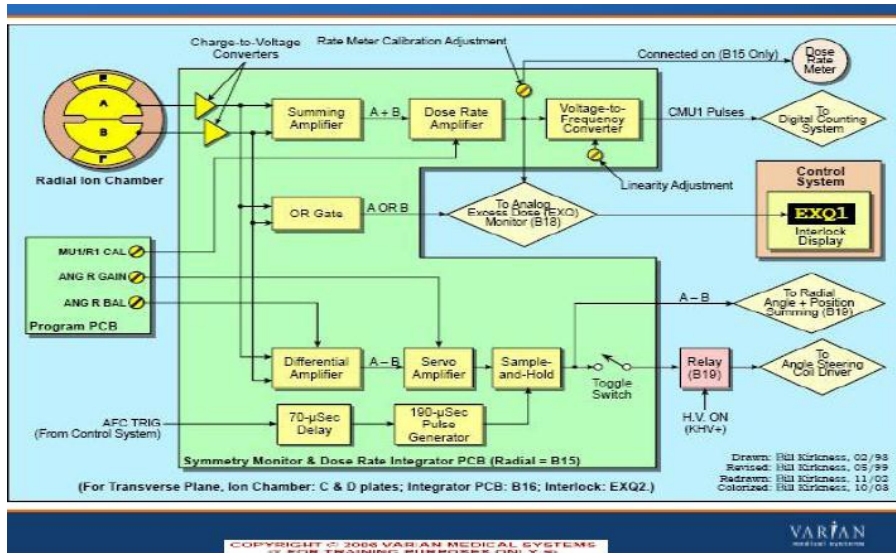 Charge-to-Voltage
Converters
Rate Meter Calibration Adjustment
Connected on (B15 Only)
Dose
Rate
Meter
E
A
B
F
Radial Ion Chamber
Summing
Amplifier
A + B
Dose Rate
Amplifier
Voltage-to-
Frequency
Converter
CMU1 Pulses
To
Digital Counting
System
Linearity Adjustment
OR Gate
A OR B
To Analog
Excess Dose (EXQ)
Monitor (B18)
Control
System
EXQ1
Interlock
Display
MU1/R1 CAL
ANG R GAIN
ANG R BAL
Program PCB
Differential
Amplifier
A – B
Servo
Amplifier
Sample-
and-Hold
Toggle
Switch
A – B
To Radial
Angle + Position
Summing (B19)
Relay
(B19)
To
Angle Steering
Coil Driver
H.V. ON
(KHV+)
AFC TRIG
(From Control System)
70-µSec
Delay
190-µSec
Pulse
Generator
Symmetry Monitor & Dose Rate Integrator PCB (Radial = B15)
(For Transverse Plane, Ion Chamber: C & D plates; Integrator PCB: B16; Interlock: EXQ2.)
Drawn: Bill Kirkness, 02/93
Revised: Bill Kirkness, 05/99
Redrawn: Bill Kirkness, 11/02
Colorized: Bill Kirkness, 10/03
VARIAN
medical systems
COPYRIGHT © 2006 VARIAN MEDICAL SYSTEMS
FOR TRAINING PURPOSES ONLY